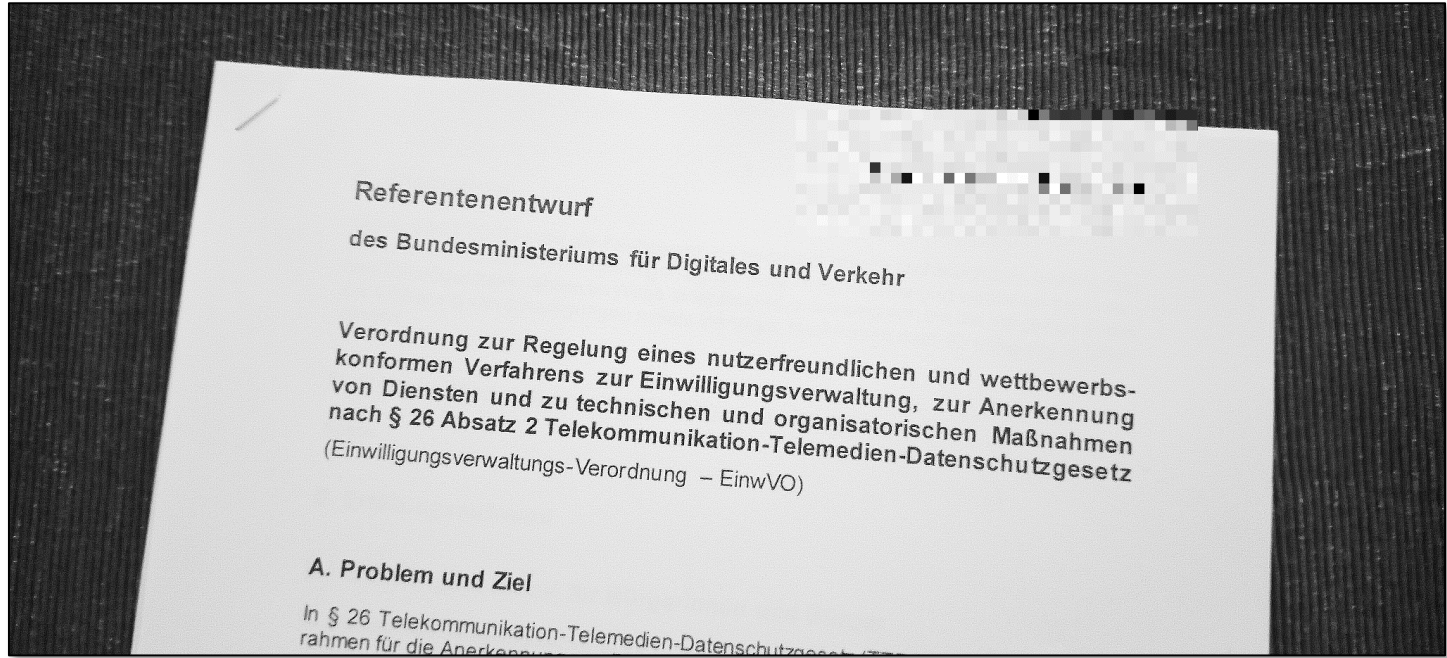 Referentenentwurf
des Bundesministeriums für Digitales und Verkehr
Verordnung zur Regelung eines nutzerfreundlichen und wettbewerbs-
konformen Verfahrens zur Einwilligungsverwaltung, zur Anerkennung
von Diensten und zu technischen und organisatorischen Maßnahmen
nach § 26 Absatz 2 Telekommunikation-Telemedien-Datenschutzgesetz
(Einwilligungsverwaltungs-Verordnung – EinwVO)
A. Problem und Ziel
In § 26 Telekommunikation-Telemedien-Datenschutzgesetz
rahmen für die